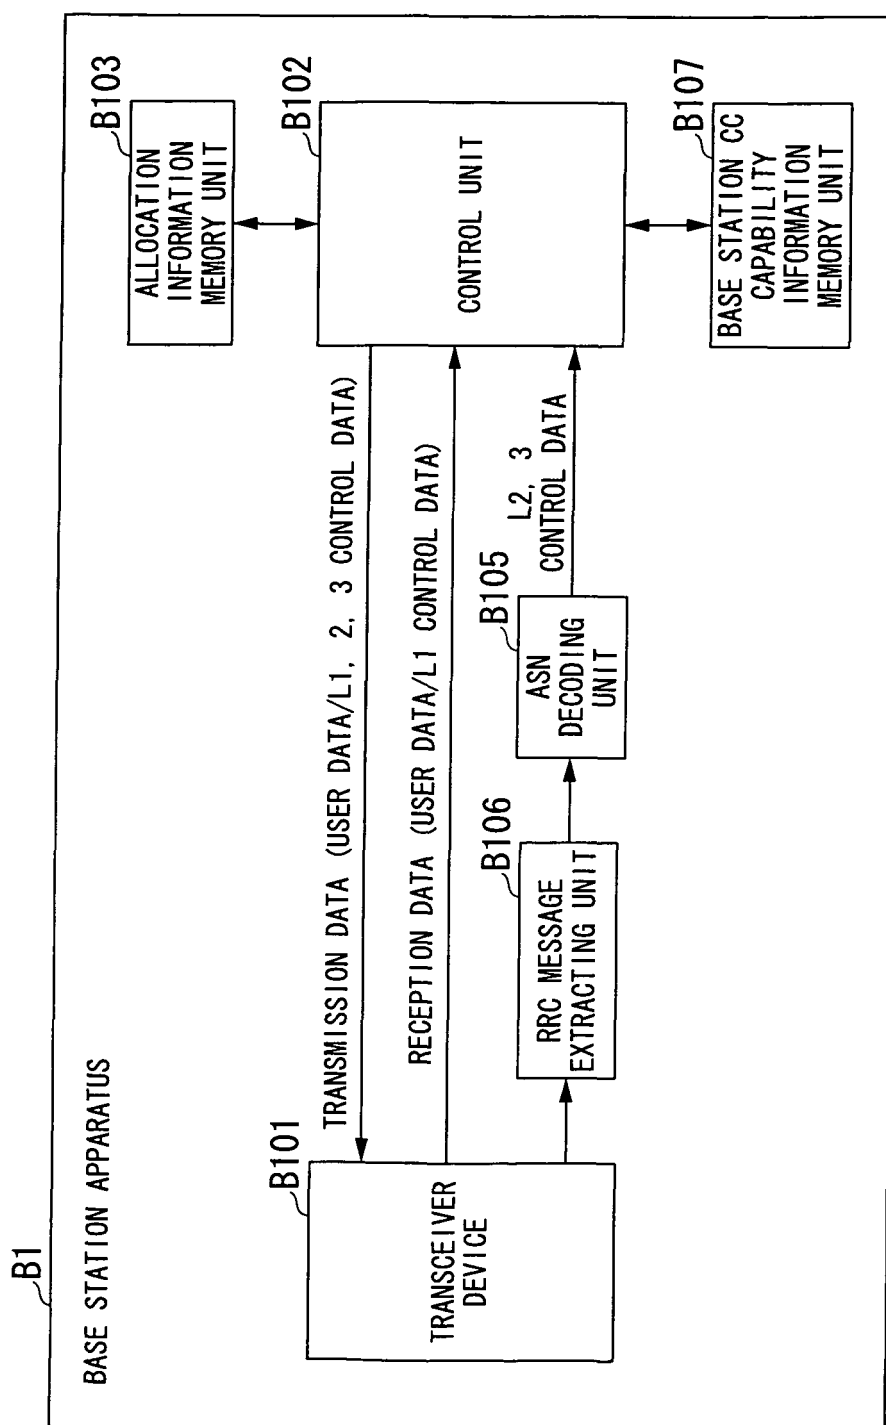 B1
BASE STATION APPARATUS
B101
TRANSCEIVER
DEVICE
TRANSMISSION DATA (USER DATA/L1, 2, 3 CONTROL DATA)
RECEPTION DATA (USER DATA/L1 CONTROL DATA)
B106
RRC MESSAGE
EXTRACTING UNIT
B105
ASN
DECODING
UNIT
L2, 3
CONTROL DATA
B103
ALLOCATION
INFORMATION
MEMORY UNIT
B102
CONTROL UNIT
B107
BASE STATION CC
CAPABILITY
INFORMATION
MEMORY UNIT